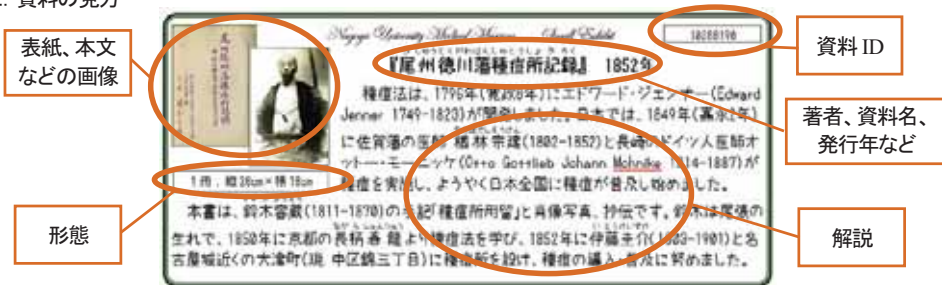 資料の見方
表紙、本文
などの画像
Nagoya University Medical Museum Small Exhibit
10288190
資料 ID
『尾州徳川藩種痘所記録』 1852年
著者、資料名、
発行年など
種痘法は、1796年(寛政8年)にエドワード・ジェンナー(Edward
Jenner 1749-1823)が開発しました。日本では、1849年(嘉永2年)
に佐賀藩の医師 楢林宗建(1802-1852)と長崎のドイツ人医師オ
ットー・モーニッケ(Otto Gottlieb Johann Mohnike 1814-1887)が
種痘を実施し、ようやく日本全国に種痘が普及し始めました。
1冊，縦26cm×横18cm
形態
本書は、鈴木容蔵(1811-1870)の手記「種痘所用留」と肖像写真、抄伝です。鈴木は尾張の
生れで、1850年に京都の長柄春龍より種痘法を学び、1852年に伊藤圭介(1803-1901)と名
古屋城近くの大津町(現 中区錦三丁目)に種痘所を設け、種痘の編入・普及に努めました。
解説